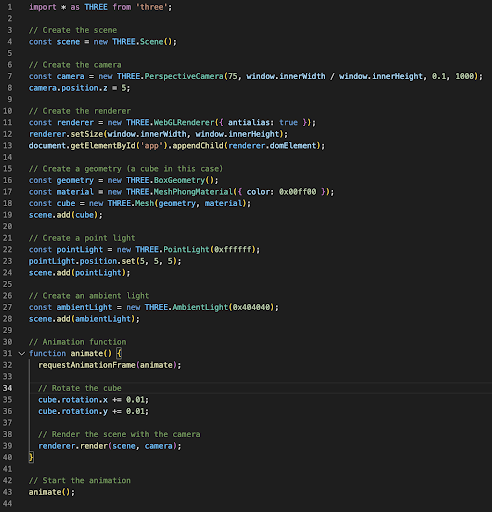 1 import * as THREE from 'three';
2
3 // Create the scene
4 const scene = new THREE.Scene();
5
6 // Create the camera
7 const camera = new THREE.PerspectiveCamera(75, window.innerWidth / window.innerHeight, 0.1, 1000);
8 camera.position.z = 5;
9
10 // Create the renderer
11 const renderer = new THREE.WebGLRenderer({ antialias: true });
12 renderer.setSize(window.innerWidth, window.innerHeight);
13 document.getElementById('app').appendChild(renderer.domElement);
14
15 // Create a geometry (a cube in this case)
16 const geometry = new THREE.BoxGeometry();
17 const material = new THREE.MeshPhongMaterial({ color: 0x00ff00 });
18 const cube = new THREE.Mesh(geometry, material);
19 scene.add(cube);
20
21 // Create a point light
22 const pointLight = new THREE.PointLight(0xffffff);
23 pointLight.position.set(5, 5, 5);
24 scene.add(pointLight);
25
26 // Create an ambient light
27 const ambientLight = new THREE.AmbientLight(0x404040);
28 scene.add(ambientLight);
29
30 // Animation function
31 function animate() {
32   requestAnimationFrame(animate);
33
34   // Rotate the cube
35   cube.rotation.x += 0.01;
36   cube.rotation.y += 0.01;
37
38   // Render the scene with the camera
39   renderer.render(scene, camera);
40 }
41
42 // Start the animation
43 animate();
44